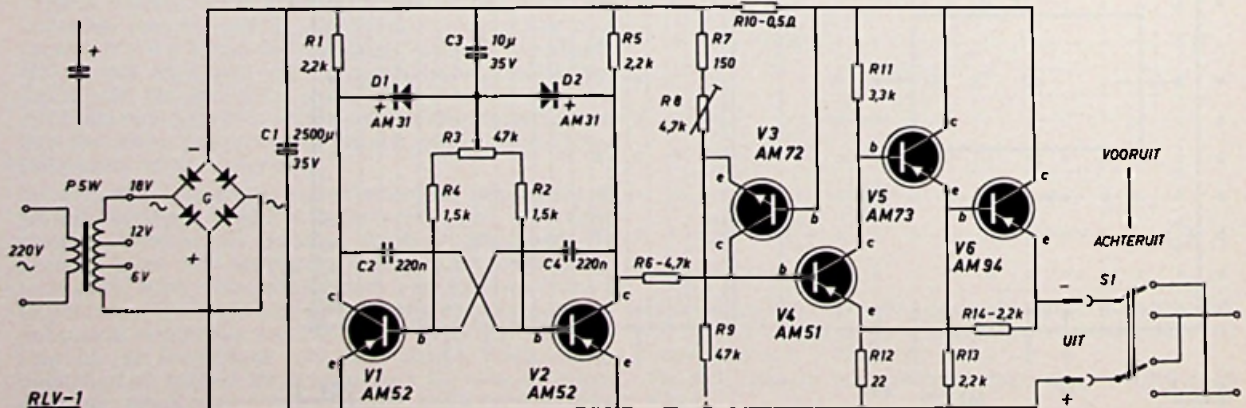 R10-0,5Ω
+
R1
2,2k
C3
10μ
35V
R5
2,2k
R7
150
R11
3,3k
D1
+
AM31
D2
+
AM31
R8
4,7k
C1
2500μ
35V
R3
47k
V3
AM72
c
b
e
VOORUIT
-
P5W
18V
G
~
~
R4
1,5k
R2
1,5k
e
b
c
V5
AM73
b
c
e
V6
AM94
ACHTERUIT
220V
~
12V
6V
+
C2
220n
C4
220n
R6-4,7k
b
c
e
V4
AM51
-
S1
c
b
e
c
b
e
R9
47k
R14-2,2k
UIT
V1
AM52
V2
AM52
R12
22
R13
2,2k
+
RLV-1